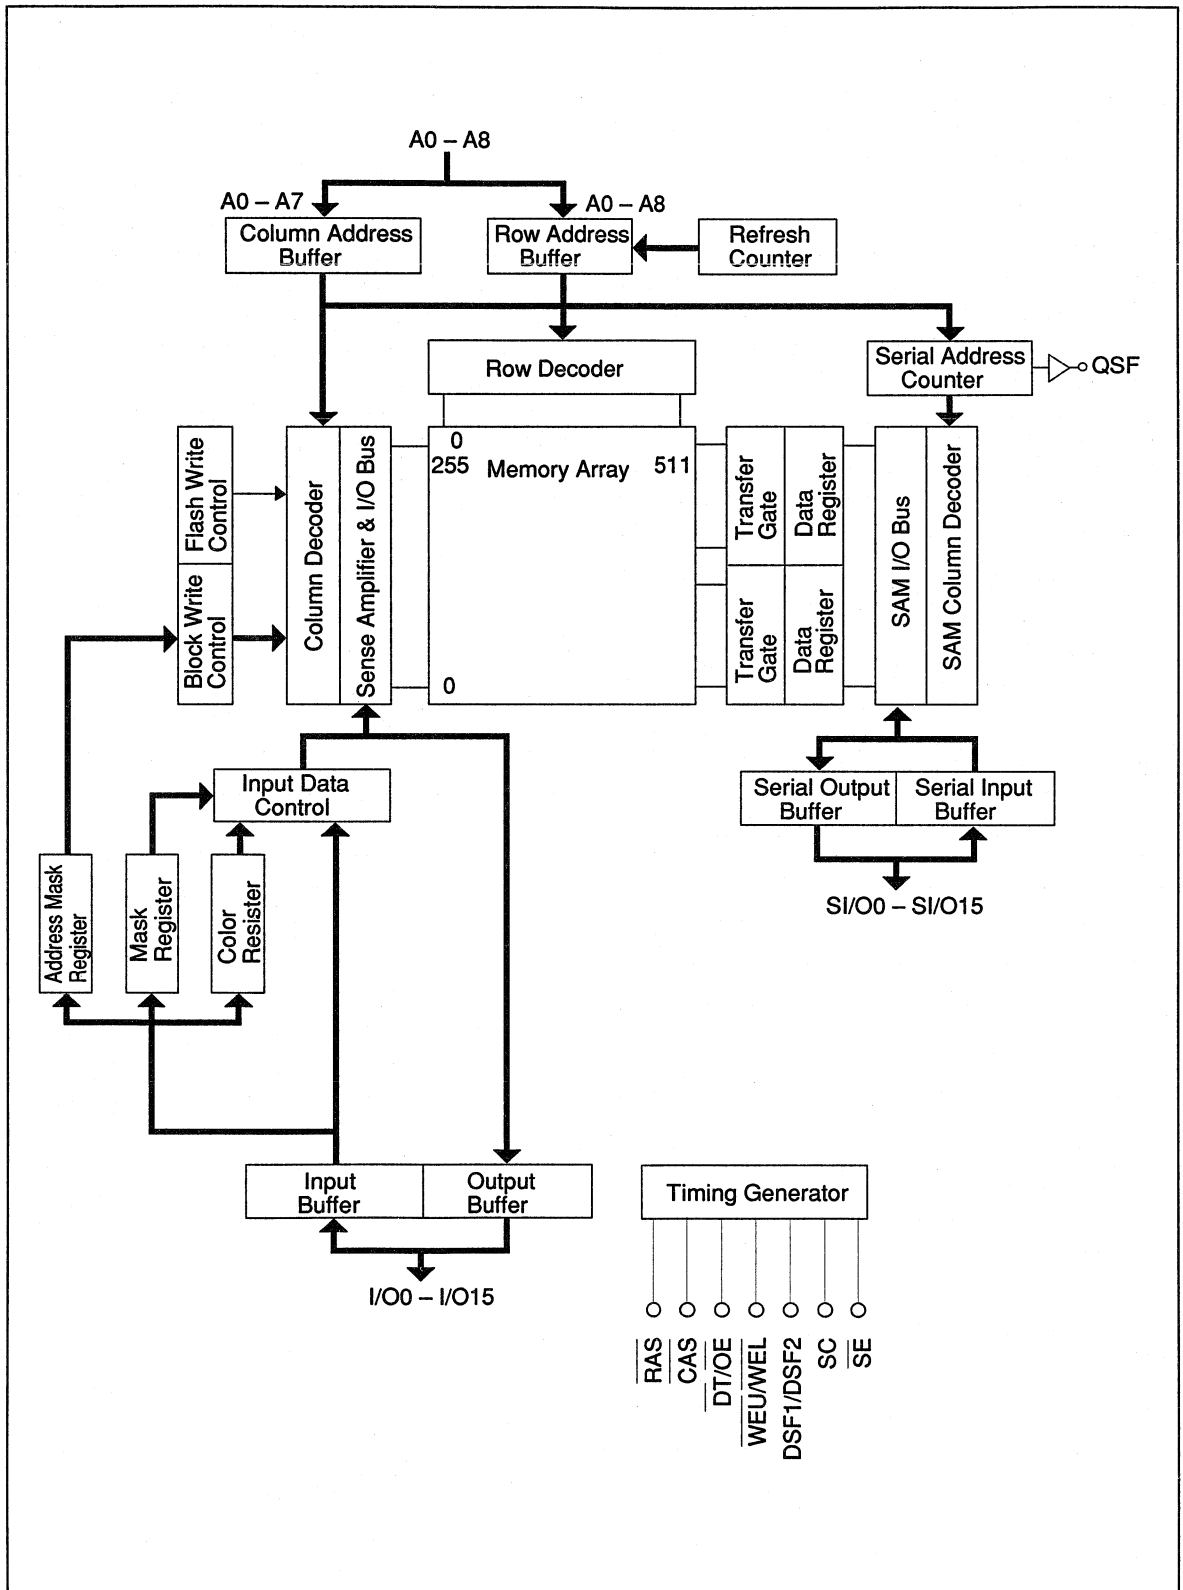 A0 – A8
A0 – A7
A0 – A8
Column Address
Buffer
Row Address
Buffer
Refresh
Counter
Row Decoder
Serial Address
Counter
QSF
Flash Write
Control
Block Write
Control
Column Decoder
Sense Amplifier & I/O Bus
0
255
Memory Array
511
0
Transfer
Gate
Data
Register
Transfer
Gate
Data
Register
SAM I/O Bus
SAM Column Decoder
Input Data
Control
Serial Output
Buffer
Serial Input
Buffer
SI/O0 – SI/O15
Address Mask
Register
Mask
Register
Color
Resister
Input
Buffer
Output
Buffer
I/O0 – I/O15
Timing Generator
RAS
CAS
DT/OE
WEU/WEL
DSF1/DSF2
SC
SE